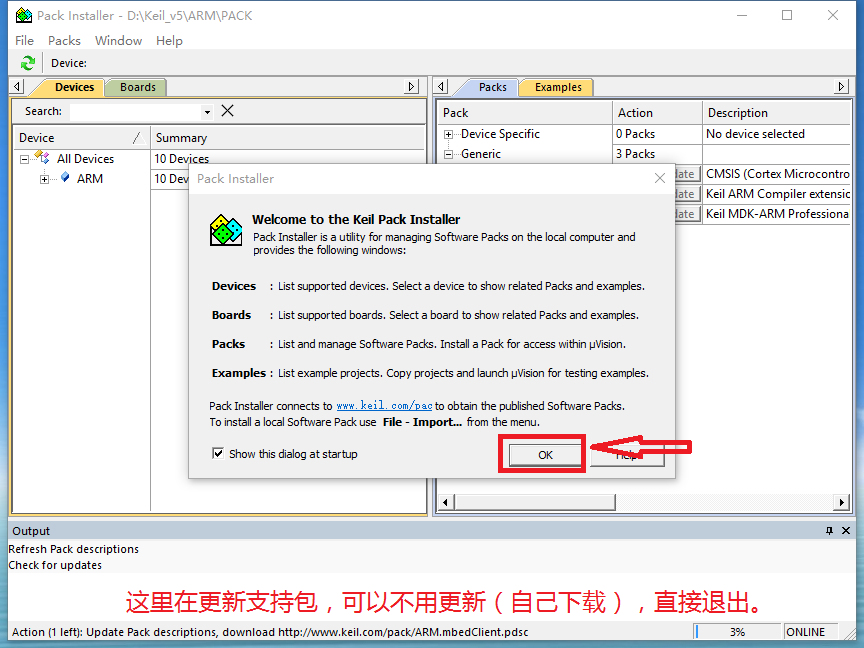 Pack Installer - D:\Keil_v5\ARM\PACK
File Packs Window Help
Device:
Devices Boards
Packs Examples
Search:
Device Summary
All Devices 10 Devices
ARM 10 Dev
Pack Action Description
Device Specific 0 Packs No device selected
Generic 3 Packs
date CMSIS (Cortex Microcontro
date Keil ARM Compiler extensio
date Keil MDK-ARM Professiona
Pack Installer
Welcome to the Keil Pack Installer
Pack Installer is a utility for managing Software Packs on the local computer and
provides the following windows:
Devices : List supported devices. Select a device to show related Packs and examples.
Boards : List supported boards. Select a board to show related Packs and examples.
Packs : List and manage Software Packs. Install a Pack for access within µVision.
Examples : List example projects. Copy projects and launch µVision for testing examples.
Pack Installer connects to www.keil.com/pac to obtain the published Software Packs.
To install a local Software Pack use File - Import... from the menu.
Show this dialog at startup
OK Help
Output
Refresh Pack descriptions
Check for updates
这里在更新支持包，可以不用更新（自己下载），直接退出。
Action (1 left): Update Pack descriptions, download http://www.keil.com/pack/ARM.mbedClient.pdsc 3% ONLINE